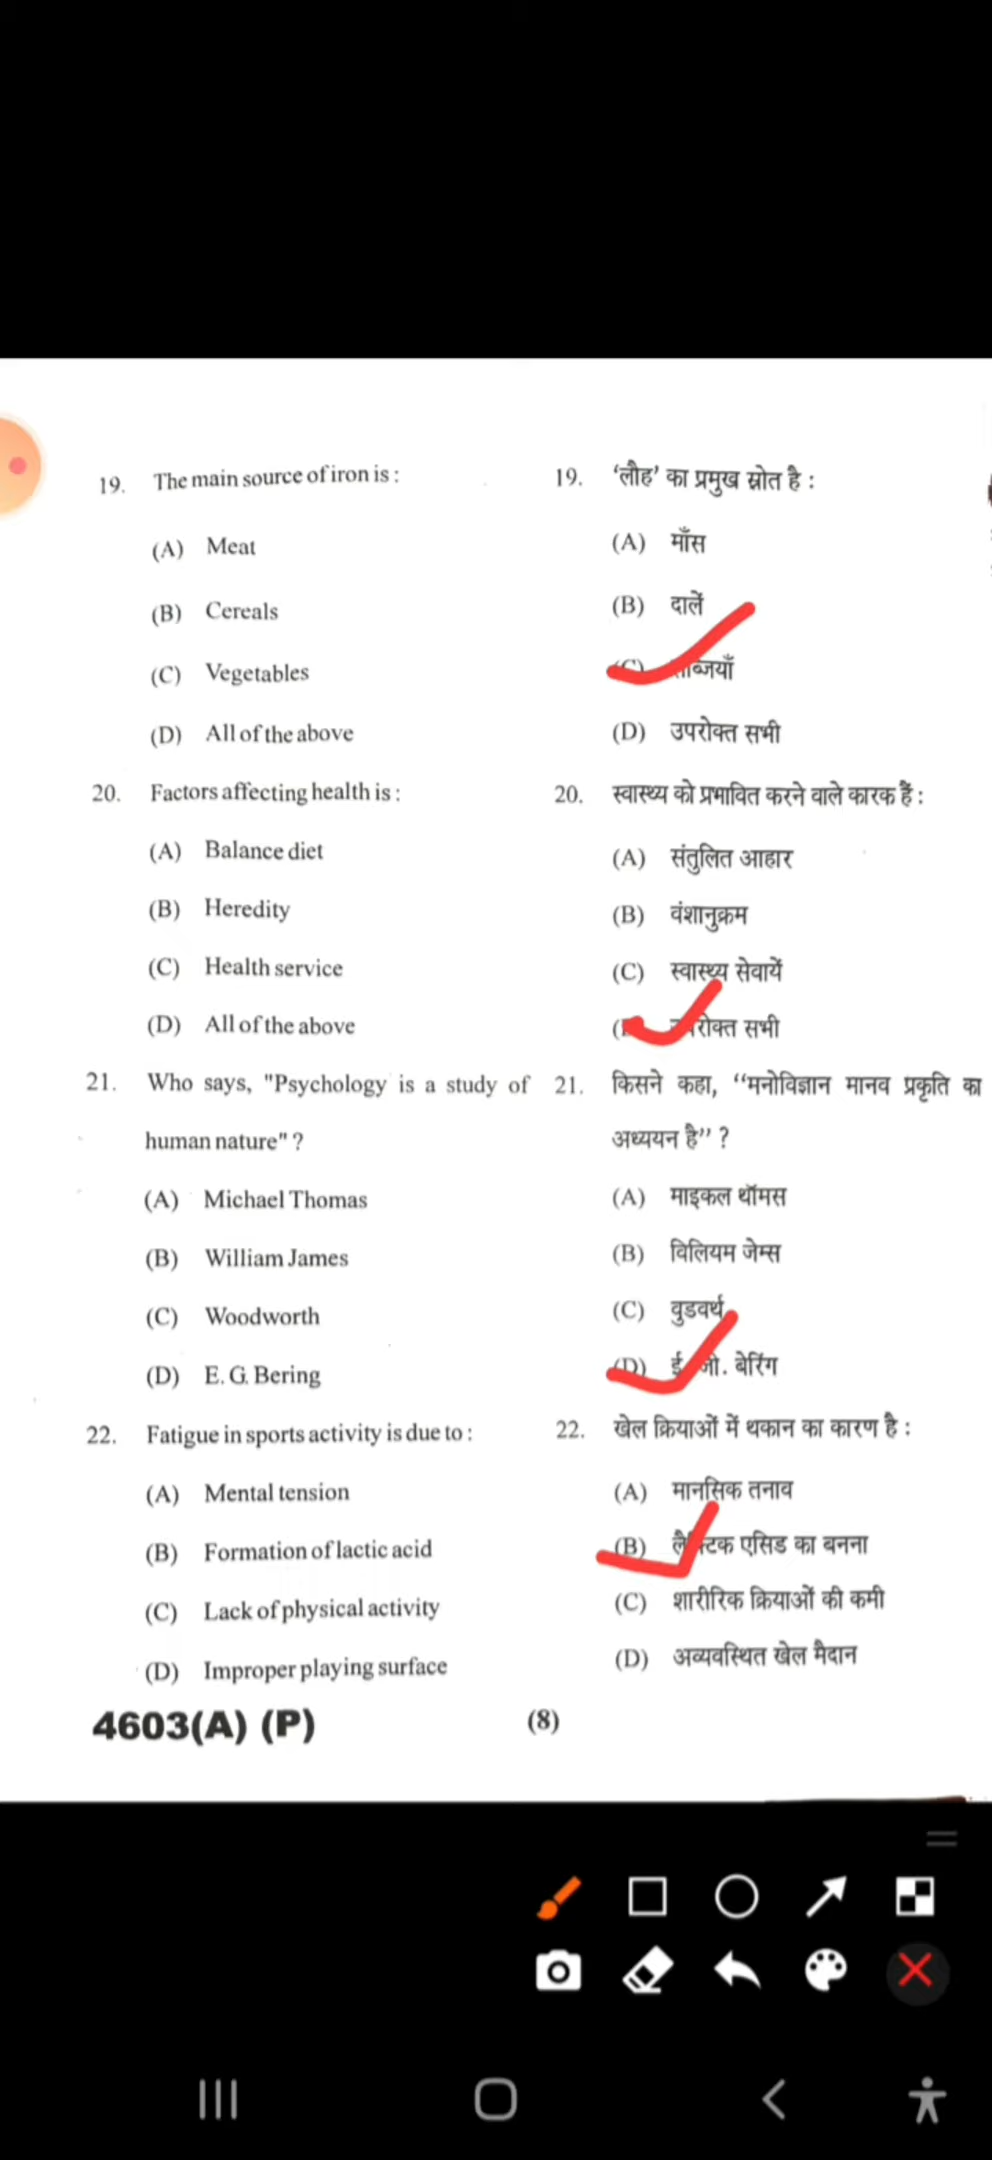 19. The main source of iron is :
(A) Meat
(B) Cereals
(C) Vegetables
(D) All of the above
20. Factors affecting health is :
(A) Balance diet
(B) Heredity
(C) Health service
(D) All of the above
21. Who says, "Psychology is a study of
human nature" ?
(A) Michael Thomas
(B) William James
(C) Woodworth
(D) E. G. Bering
22. Fatigue in sports activity is due to :
(A) Mental tension
(B) Formation of lactic acid
(C) Lack of physical activity
(D) Improper playing surface
19. ‘लौह’ का प्रमुख स्रोत है :
(A) माँस
(B) दालें
(C)
(D) उपरोक्त सभी
20. स्वास्थ्य को प्रभावित करने वाले कारक हैं :
(A) संतुलित आहार
(B) वंशानुक्रम
(C) स्वास्थ्य सेवायें
सभी
21. किसने कहा, ‘‘मनोविज्ञान मानव प्रकृति का
अध्ययन है’’ ?
(A) माइकल थॉमस
(B) विलियम जेम्स
(C) वुडवर्थ
(D) ई. जी. बेरिंग
22. खेल क्रियाओं में थकान का कारण है :
(A) मानसिक तनाव
(B) लैक्टिक एसिड का बनना
(C) शारीरिक क्रियाओं की कमी
(D) अव्यवस्थित खेल मैदान
4603(A) (P)
(8)